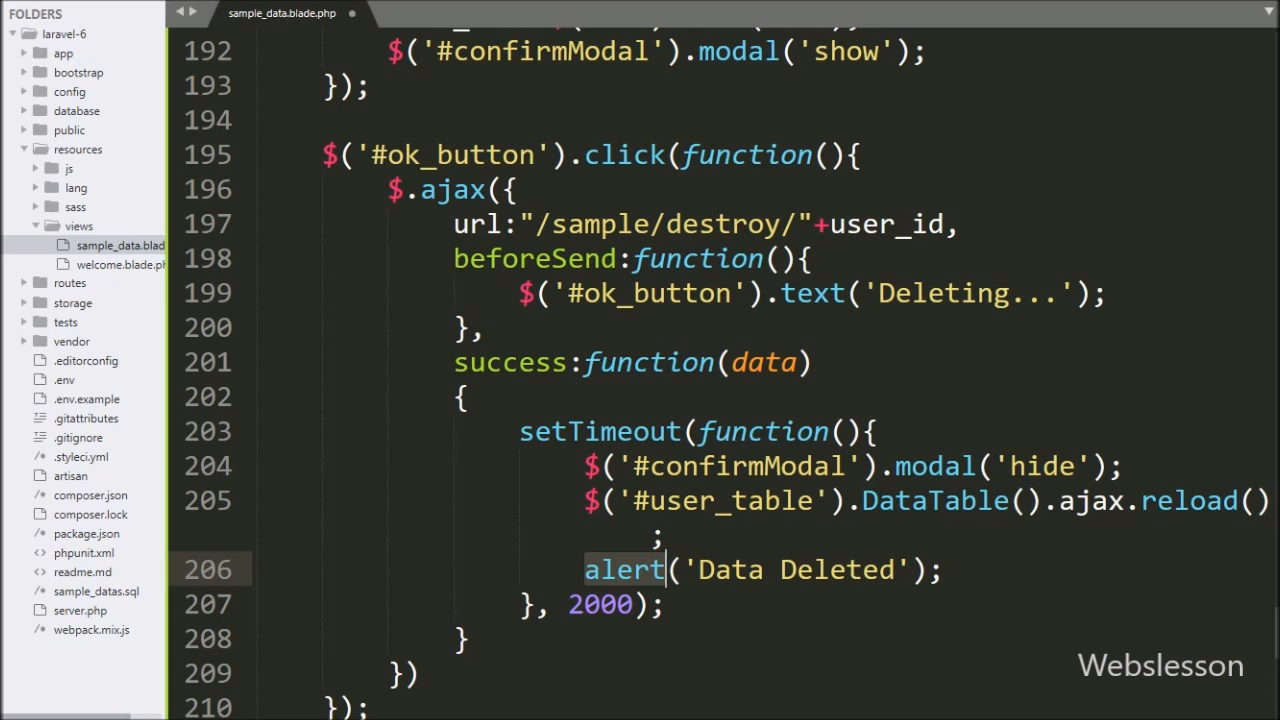 FOLDERS
laravel-6
app
bootstrap
config
database
public
resources
js
lang
sass
views
sample_data.blad
welcome.blade.ph
routes
storage
tests
vendor
.editorconfig
.env
.env.example
.gitattributes
.gitignore
.styleci.yml
artisan
composer.json
composer.lock
package.json
phpunit.xml
readme.md
sample_datas.sql
server.php
webpack.mix.js
sample_data.blade.php
192 $('#confirmModal').modal('show');
193 });
194
195 $('#ok_button').click(function(){
196 $.ajax({
197 url:"/sample/destroy/"+user_id,
198 beforeSend:function(){
199 $('#ok_button').text('Deleting...');
200 },
201 success:function(data)
202 {
203 setTimeout(function(){
204 $('#confirmModal').modal('hide');
205 $('#user_table').DataTable().ajax.reload()
;
206 alert('Data Deleted');
207 }, 2000);
208 }
209 })
210 });
Webslesson